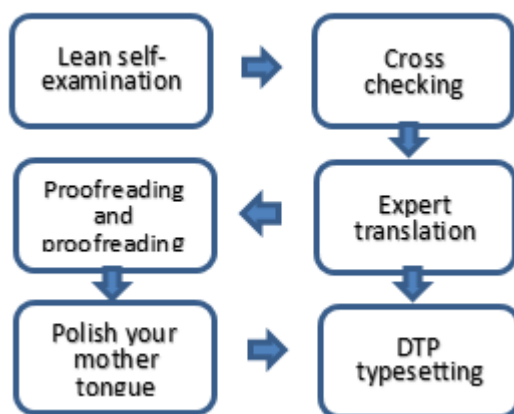 Lean self-
examination
Cross
checking
Expert
translation
Proofreading
and
proofreading
Polish your
mother
tongue
DTP
typesetting